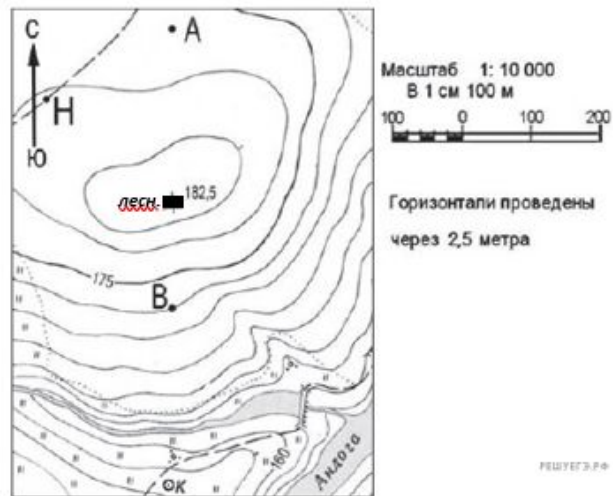 С
А
Н
Ю
лесн.
182,5
175
В
160
Андога
К
Масштаб 1: 10 000
В 1 см 100 м
100 0 100 200
Горизонтали проведены
через 2,5 метра
РЕШУЕГЭ.РФ